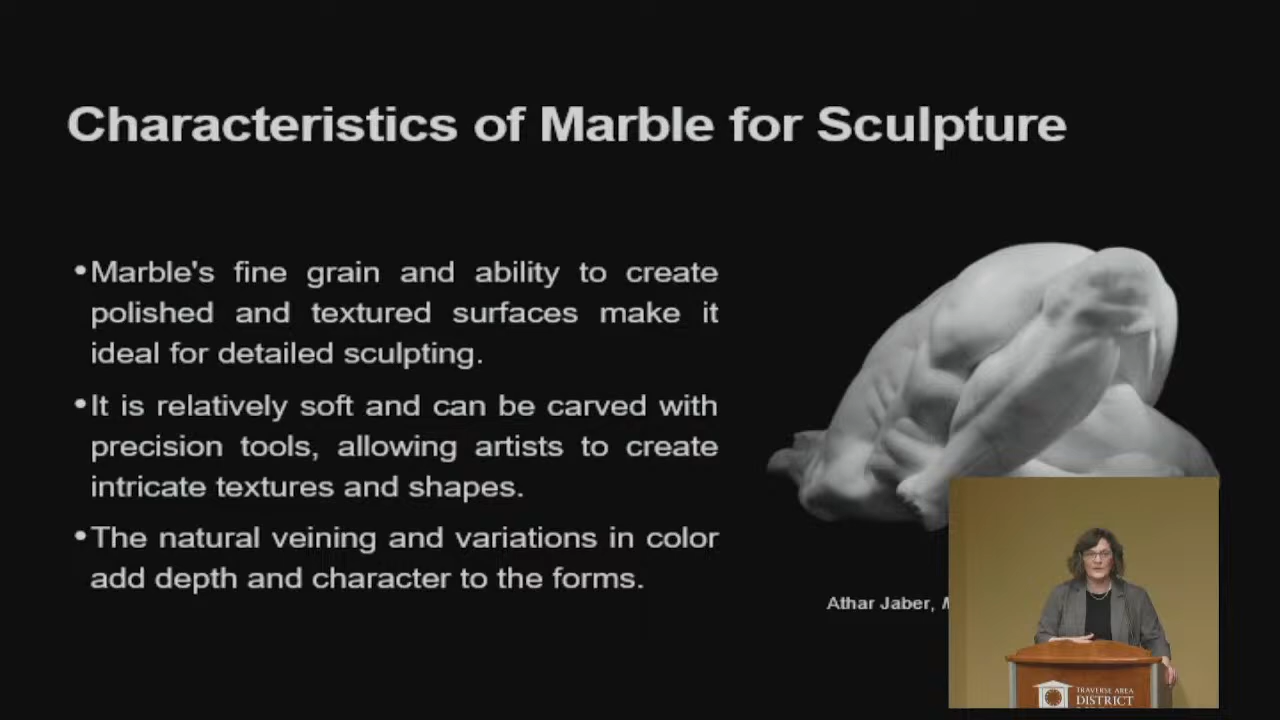 Characteristics of Marble for Sculpture
•Marble's fine grain and ability to create
polished and textured surfaces make it
ideal for detailed sculpting.
•It is relatively soft and can be carved with
precision tools, allowing artists to create
intricate textures and shapes.
•The natural veining and variations in color
add depth and character to the forms.
Athar Jaber,
TRAVERSE AREA
DISTRICT